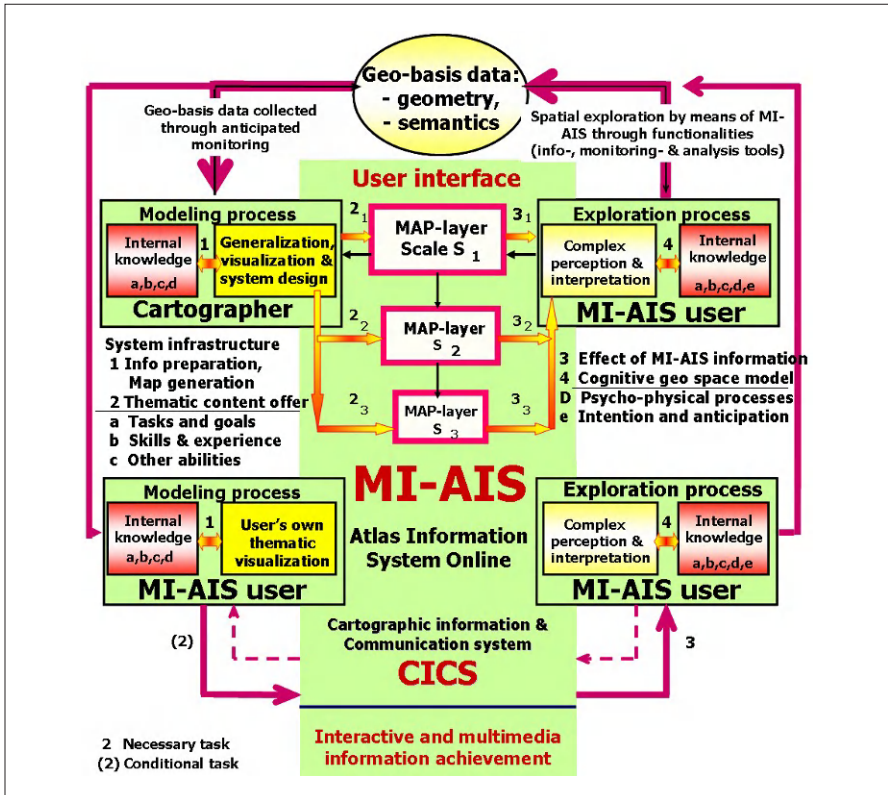 Geo-basis data:
- geometry,
- semantics
Geo-basis data collected
through anticipated
monitoring
Spatial exploration by means of MI-
AIS through functionalities
(info-, monitoring- & analysis tools)
User interface
Modeling process
Internal
knowledge
a,b,c,d
1
Generalization,
visualization &
system design
Cartographer
2 1
MAP-layer
Scale S 1
3 1
Exploration process
Complex
perception &
interpretation
4
Internal
knowledge
a,b,c,d,e
MI-AIS user
2 2
MAP-layer
S 2
3 2
2 3
MAP-layer
S 3
3 3
System infrastructure
1 Info preparation,
Map generation
2 Thematic content offer
a Tasks and goals
b Skills & experience
c Other abilities
3 Effect of MI-AIS information
4 Cognitive geo space model
D Psycho-physical processes
e Intention and anticipation
MI-AIS
Atlas Information
System Online
Modeling process
Internal
knowledge
a,b,c,d
1
User's own
thematic
visualization
MI-AIS user
Exploration process
Complex
perception &
interpretation
4
Internal
knowledge
a,b,c,d,e
MI-AIS user
(2)
Cartographic information &
Communication system
CICS
3
Interactive and multimedia
information achievement
2 Necessary task
(2) Conditional task